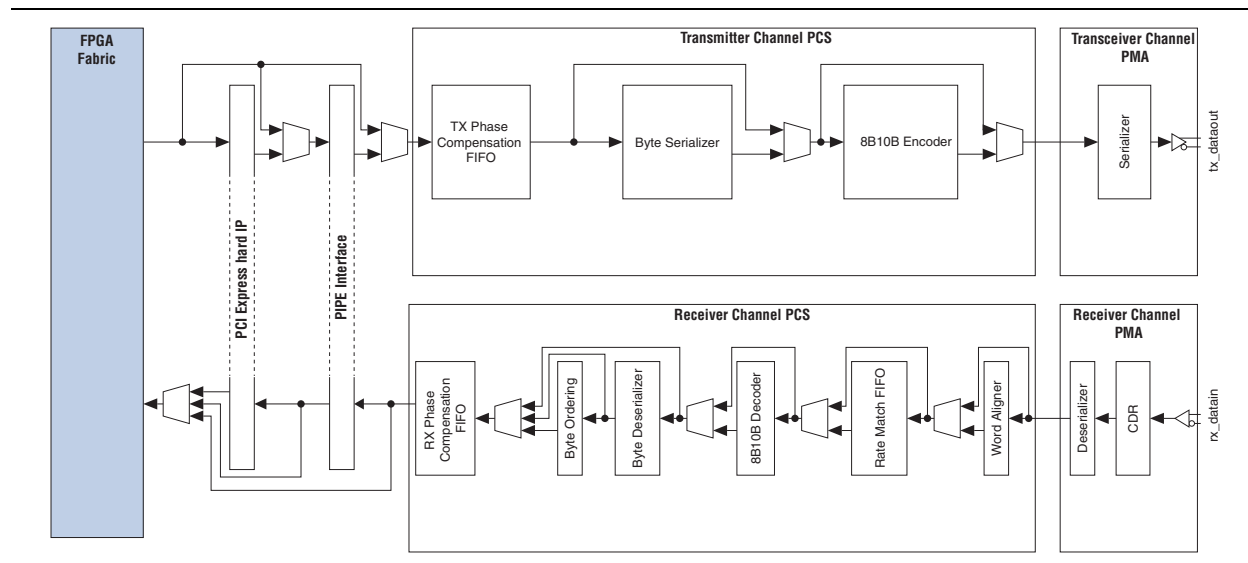 FPGA
Fabric
Transmitter Channel PCS
Transceiver Channel
PMA
TX Phase
Compensation
FIFO
Byte Serializer
8B10B Encoder
Serializer
tx_dataout
PCI Express hard IP
PIPE Interface
Receiver Channel PCS
Receiver Channel
PMA
RX Phase
Compensation
FIFO
Byte Ordering
Byte Deserializer
8B10B Decoder
Rate Match FIFO
Word Aligner
Deserializer
CDR
rx_datain